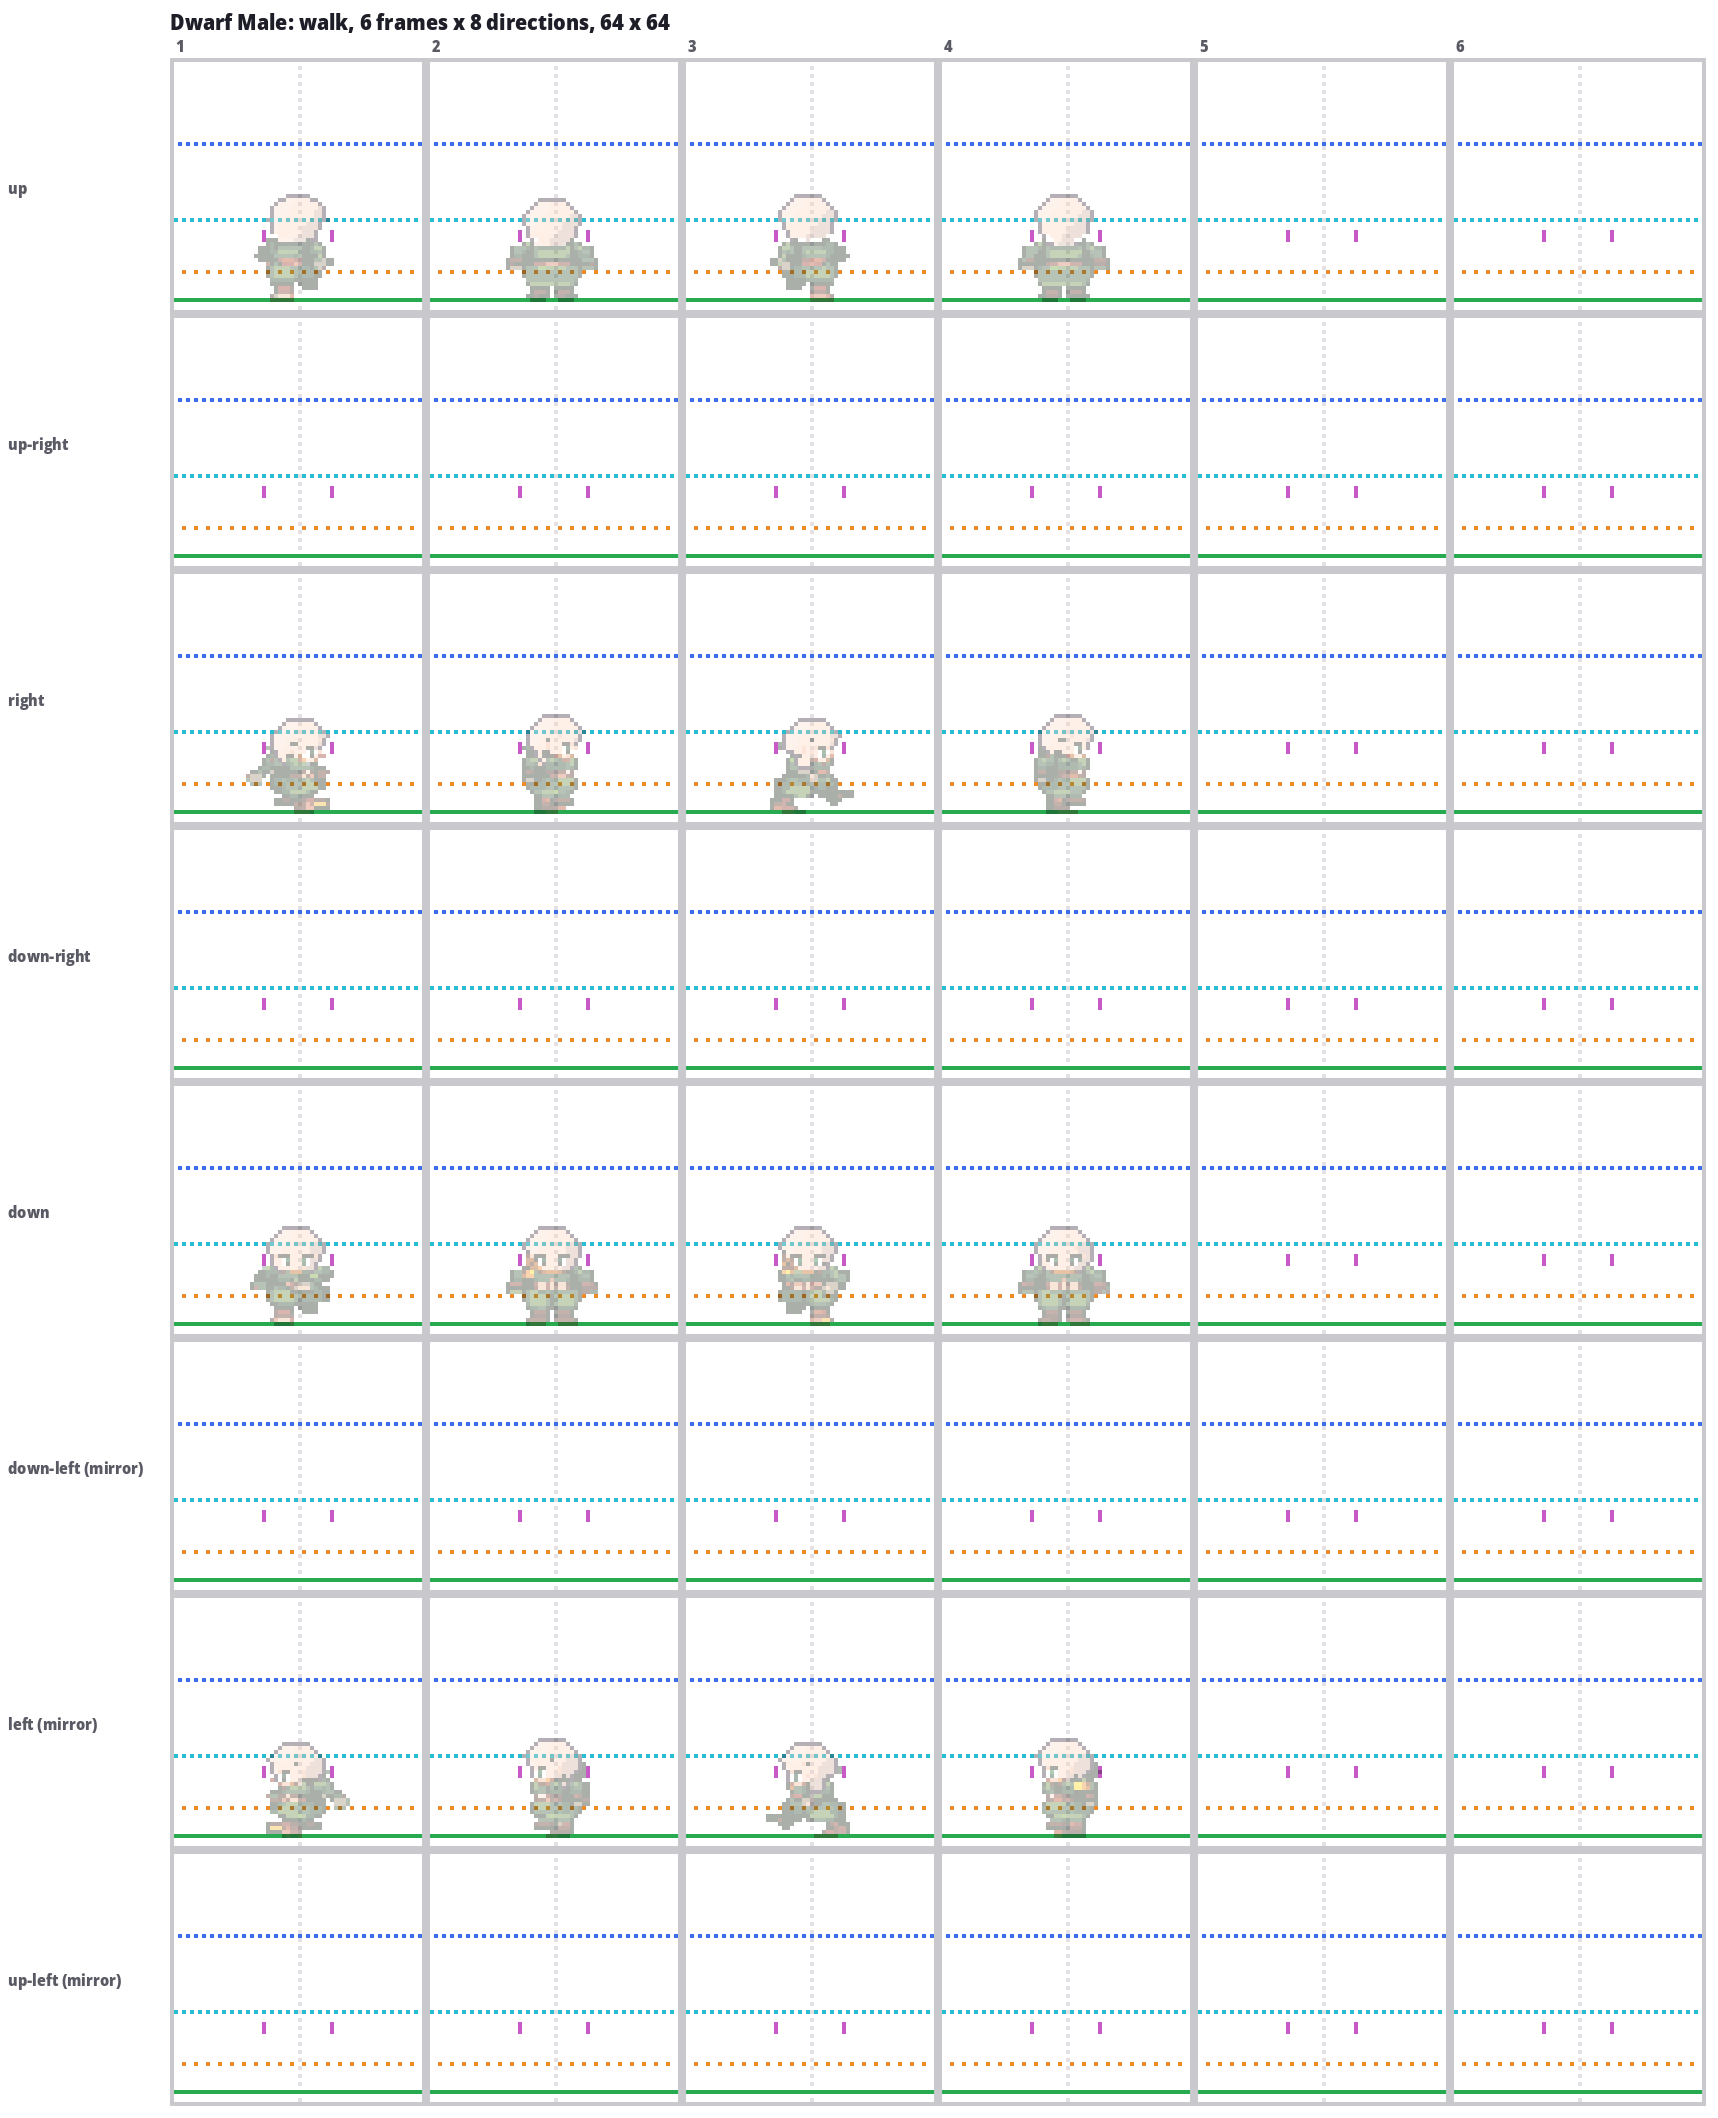 Dwarf Male: walk, 6 frames x 8 directions, 64 x 64
1 2 3 4 5 6
up
up-right
right
down-right
down
down-left (mirror)
left (mirror)
up-left (mirror)